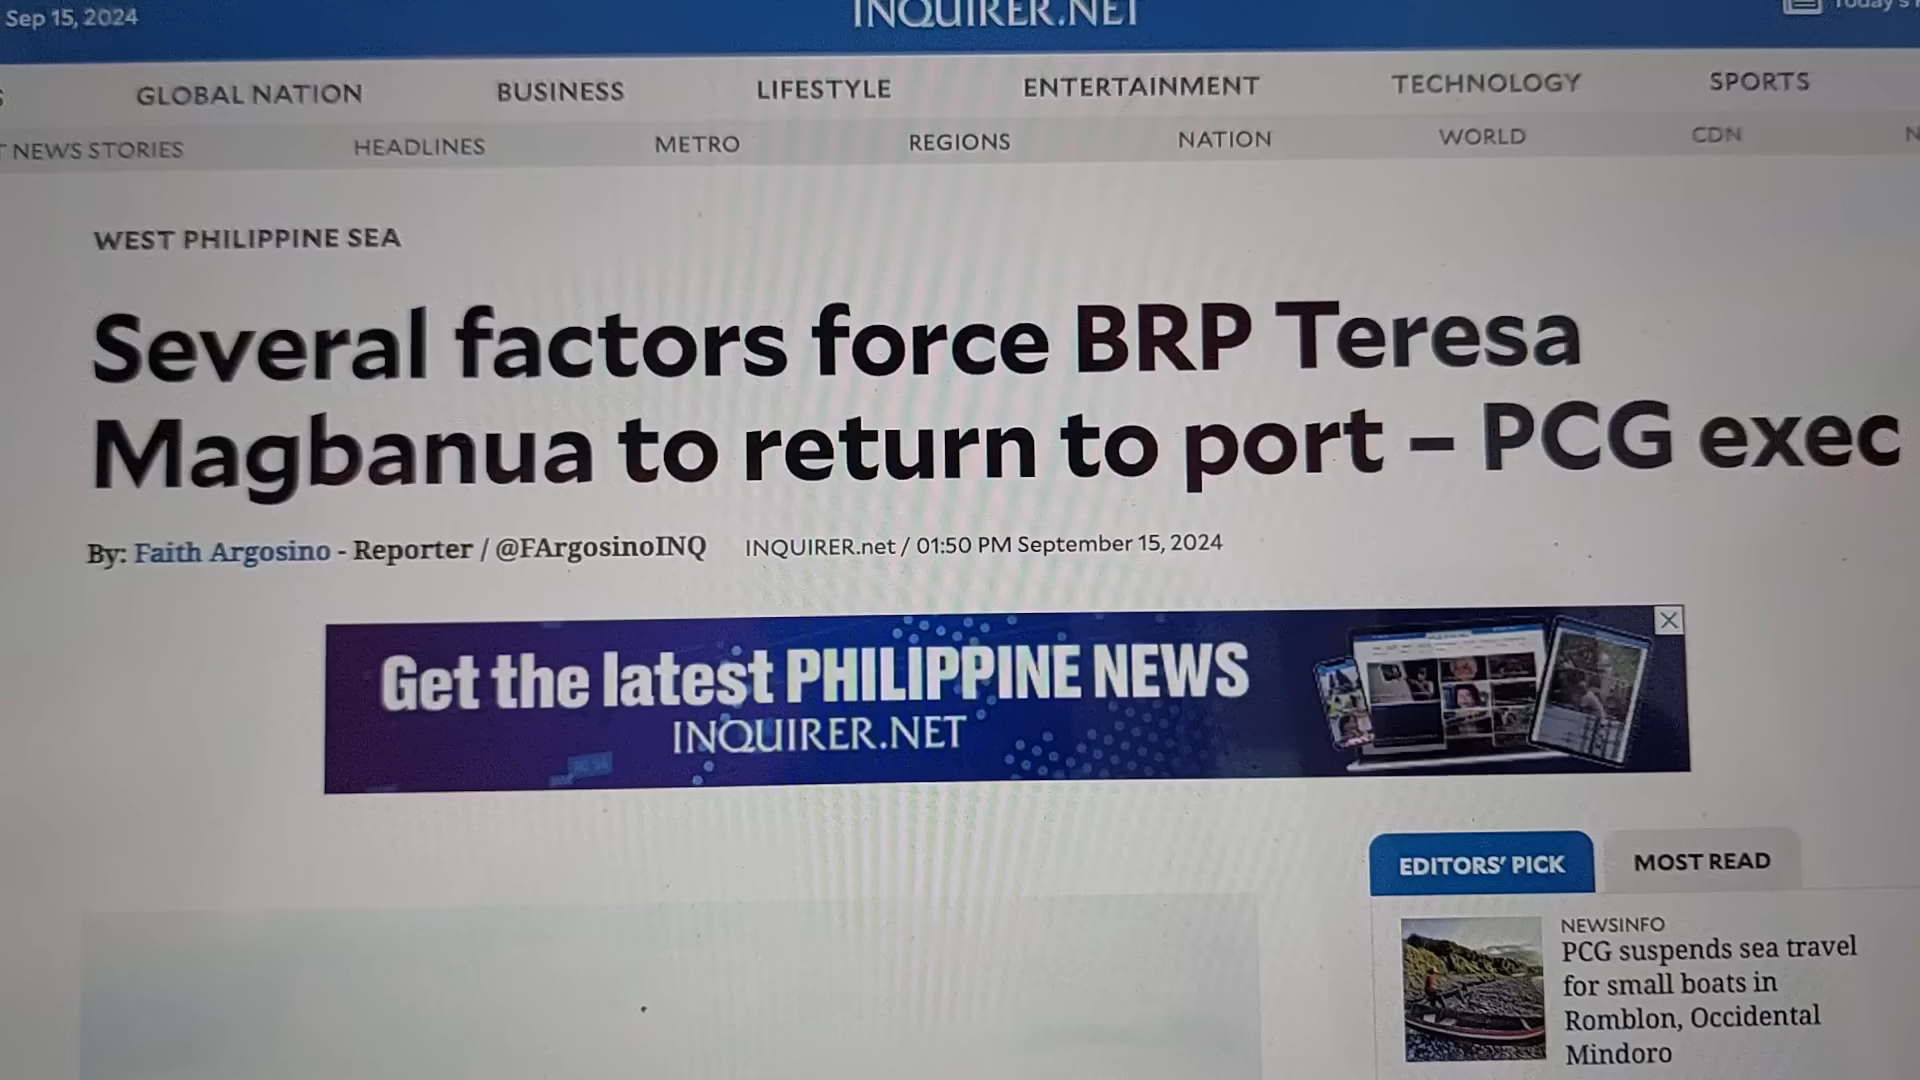 Sep 15, 2024
INQUIRER.NET
Today's
GLOBAL NATION BUSINESS LIFESTYLE ENTERTAINMENT TECHNOLOGY SPORTS
NEWS STORIES HEADLINES METRO REGIONS NATION WORLD CDN
WEST PHILIPPINE SEA
Several factors force BRP Teresa
Magbanua to return to port – PCG exec
By: Faith Argosino - Reporter / @FArgosinoINQ INQUIRER.net / 01:50 PM September 15, 2024
Get the latest PHILIPPINE NEWS
INQUIRER.NET
EDITORS' PICK MOST READ
NEWSINFO
PCG suspends sea travel
for small boats in
Romblon, Occidental
Mindoro